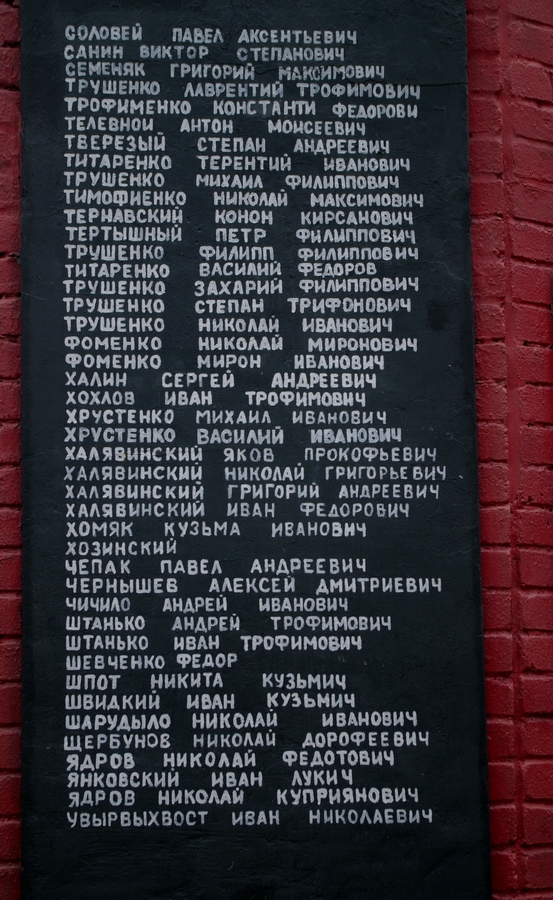 СОЛОВЕЙ ПАВЕЛ АКСЕНТЬЕВИЧ
САНИН ВИКТОР СТЕПАНОВИЧ
СЕМЕНЯК ГРИГОРИЙ МАКСИМОВИЧ
ТРУШЕНКО ЛАВРЕНТИЙ ТРОФИМОВИЧ
ТРОФИМЕНКО КОНСТАНТИ ФЕДОРОВИ
ТЕЛЕВНОИ АНТОН МОИСЕЕВИЧ
ТВЕРЕЗЫЙ СТЕПАН АНДРЕЕВИЧ
ТИТАРЕНКО ТЕРЕНТИЙ ИВАНОВИЧ
ТРУШЕНКО МИХАИЛ ФИЛИППОВИЧ
ТИМОФИЕНКО НИКОЛАЙ МАКСИМОВИЧ
ТЕРНАВСКИЙ КОНОН КИРСАНОВИЧ
ТЕРТЫШНЫЙ ПЕТР ФИЛИППОВИЧ
ТРУШЕНКО ФИЛИПП ФИЛИППОВИЧ
ТИТАРЕНКО ВАСИЛИЙ ФЕДОРОВ
ТРУШЕНКО ЗАХАРИЙ ФИЛИППОВИЧ
ТРУШЕНКО СТЕПАН ТРИФОНОВИЧ
ТРУШЕНКО НИКОЛАЙ ИВАНОВИЧ
ФОМЕНКО НИКОЛАЙ МИРОНОВИЧ
ФОМЕНКО МИРОН ИВАНОВИЧ
ХАЛИН СЕРГЕЙ АНДРЕЕВИЧ
ХОХЛОВ ИВАН ТРОФИМОВИЧ
ХРУСТЕНКО МИХАИЛ ИВАНОВИЧ
ХРУСТЕНКО ВАСИЛИЙ ИВАНОВИЧ
ХАЛЯВИНСКИЙ ЯКОВ ПРОКОФЬЕВИЧ
ХАЛЯВИНСКИЙ НИКОЛАЙ ГРИГОРЬЕВИЧ
ХАЛЯВИНСКИЙ ГРИГОРИЙ АНДРЕЕВИЧ
ХАЛЯВИНСКИЙ ИВАН ФЕДОРОВИЧ
ХОМЯК КУЗЬМА ИВАНОВИЧ
ХОЗИНСКИЙ
ЧЕПАК ПАВЕЛ АНДРЕЕВИЧ
ЧЕРНЫШЕВ АЛЕКСЕЙ ДМИТРИЕВИЧ
ЧИЧИЛО АНДРЕЙ ИВАНОВИЧ
ШТАНЬКО АНДРЕЙ ТРОФИМОВИЧ
ШТАНЬКО ИВАН ТРОФИМОВИЧ
ШЕВЧЕНКО ФЕДОР
ШПОТ НИКИТА КУЗЬМИЧ
ШВИДКИЙ ИВАН КУЗЬМИЧ
ШАРУДЫЛО НИКОЛАЙ ИВАНОВИЧ
ЩЕРБУНОВ НИКОЛАЙ ДОРОФЕЕВИЧ
ЯДРОВ НИКОЛАЙ ФЕДОТОВИЧ
ЯНКОВСКИЙ ИВАН ЛУКИЧ
ЯДРОВ НИКОЛАЙ КУПРИЯНОВИЧ
УВЫРВЫХВОСТ ИВАН НИКОЛАЕВИЧ